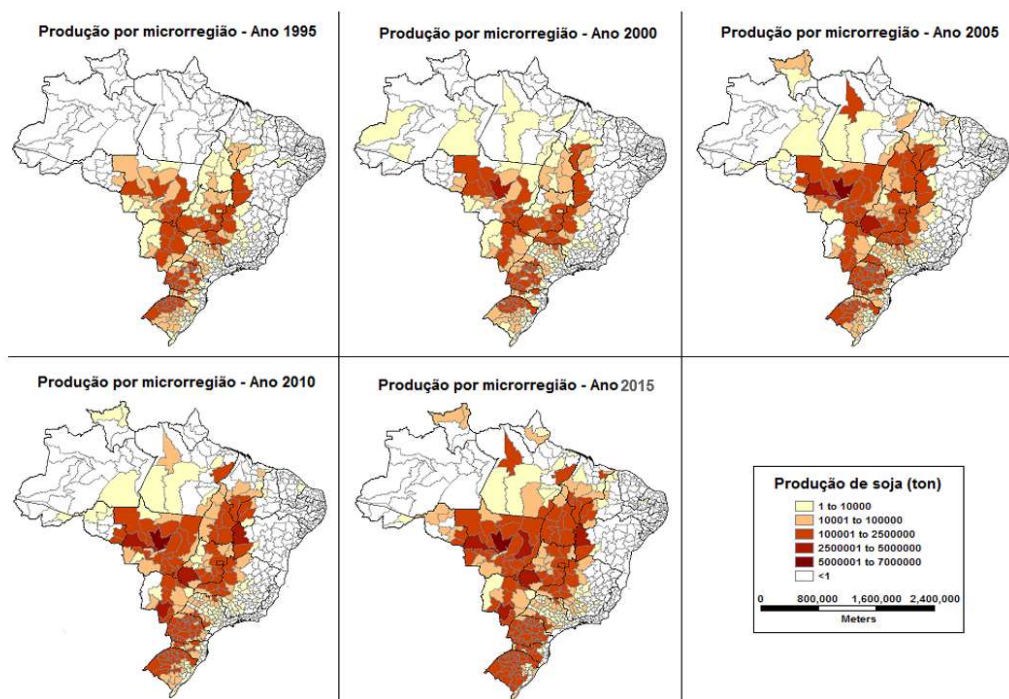 Produção por microrregião - Ano 1995
Produção por microrregião - Ano 2000
Produção por microrregião - Ano 2005
Produção por microrregião - Ano 2010
Produção por microrregião - Ano 2015
Produção de soja (ton)
1 to 10000
10001 to 100000
100001 to 2500000
2500001 to 5000000
5000001 to 7000000
<1
0 800,000 1,600,000 2,400,000
Meters